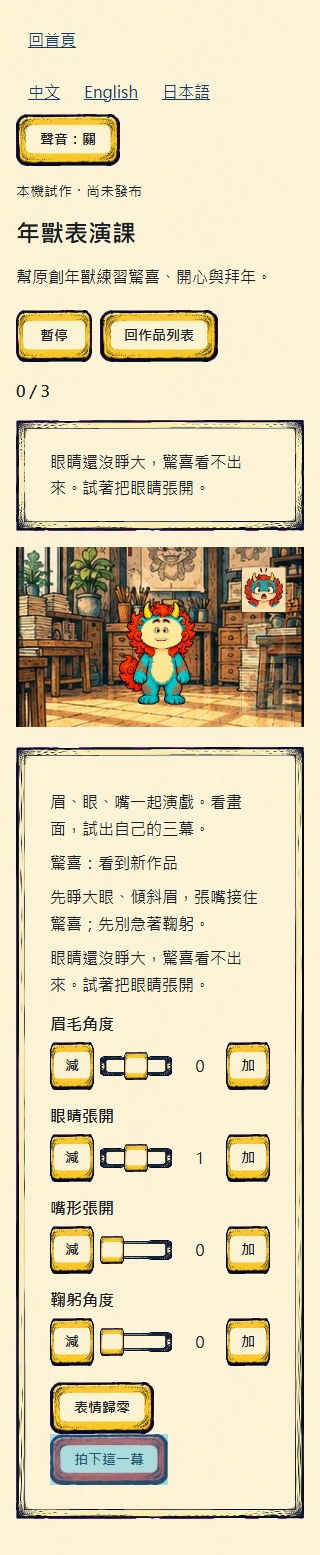 回首頁
中文 English 日本語
聲音：關
本機試作・尚未發布
年獸表演課
幫原創年獸練習驚喜、開心與拜年。
暫停 回作品列表
0 / 3
眼睛還沒睜大，驚喜看不出
來。試著把眼睛張開。
眉、眼、嘴一起演戲。看畫
面，試出自己的三幕。
驚喜：看到新作品
先睜大眼、傾斜眉，張嘴接住
驚喜；先別急著鞠躬。
眼睛還沒睜大，驚喜看不出
來。試著把眼睛張開。
眉毛角度
減 0 加
眼睛張開
減 1 加
嘴形張開
減 0 加
鞠躬角度
減 0 加
表情歸零
拍下這一幕